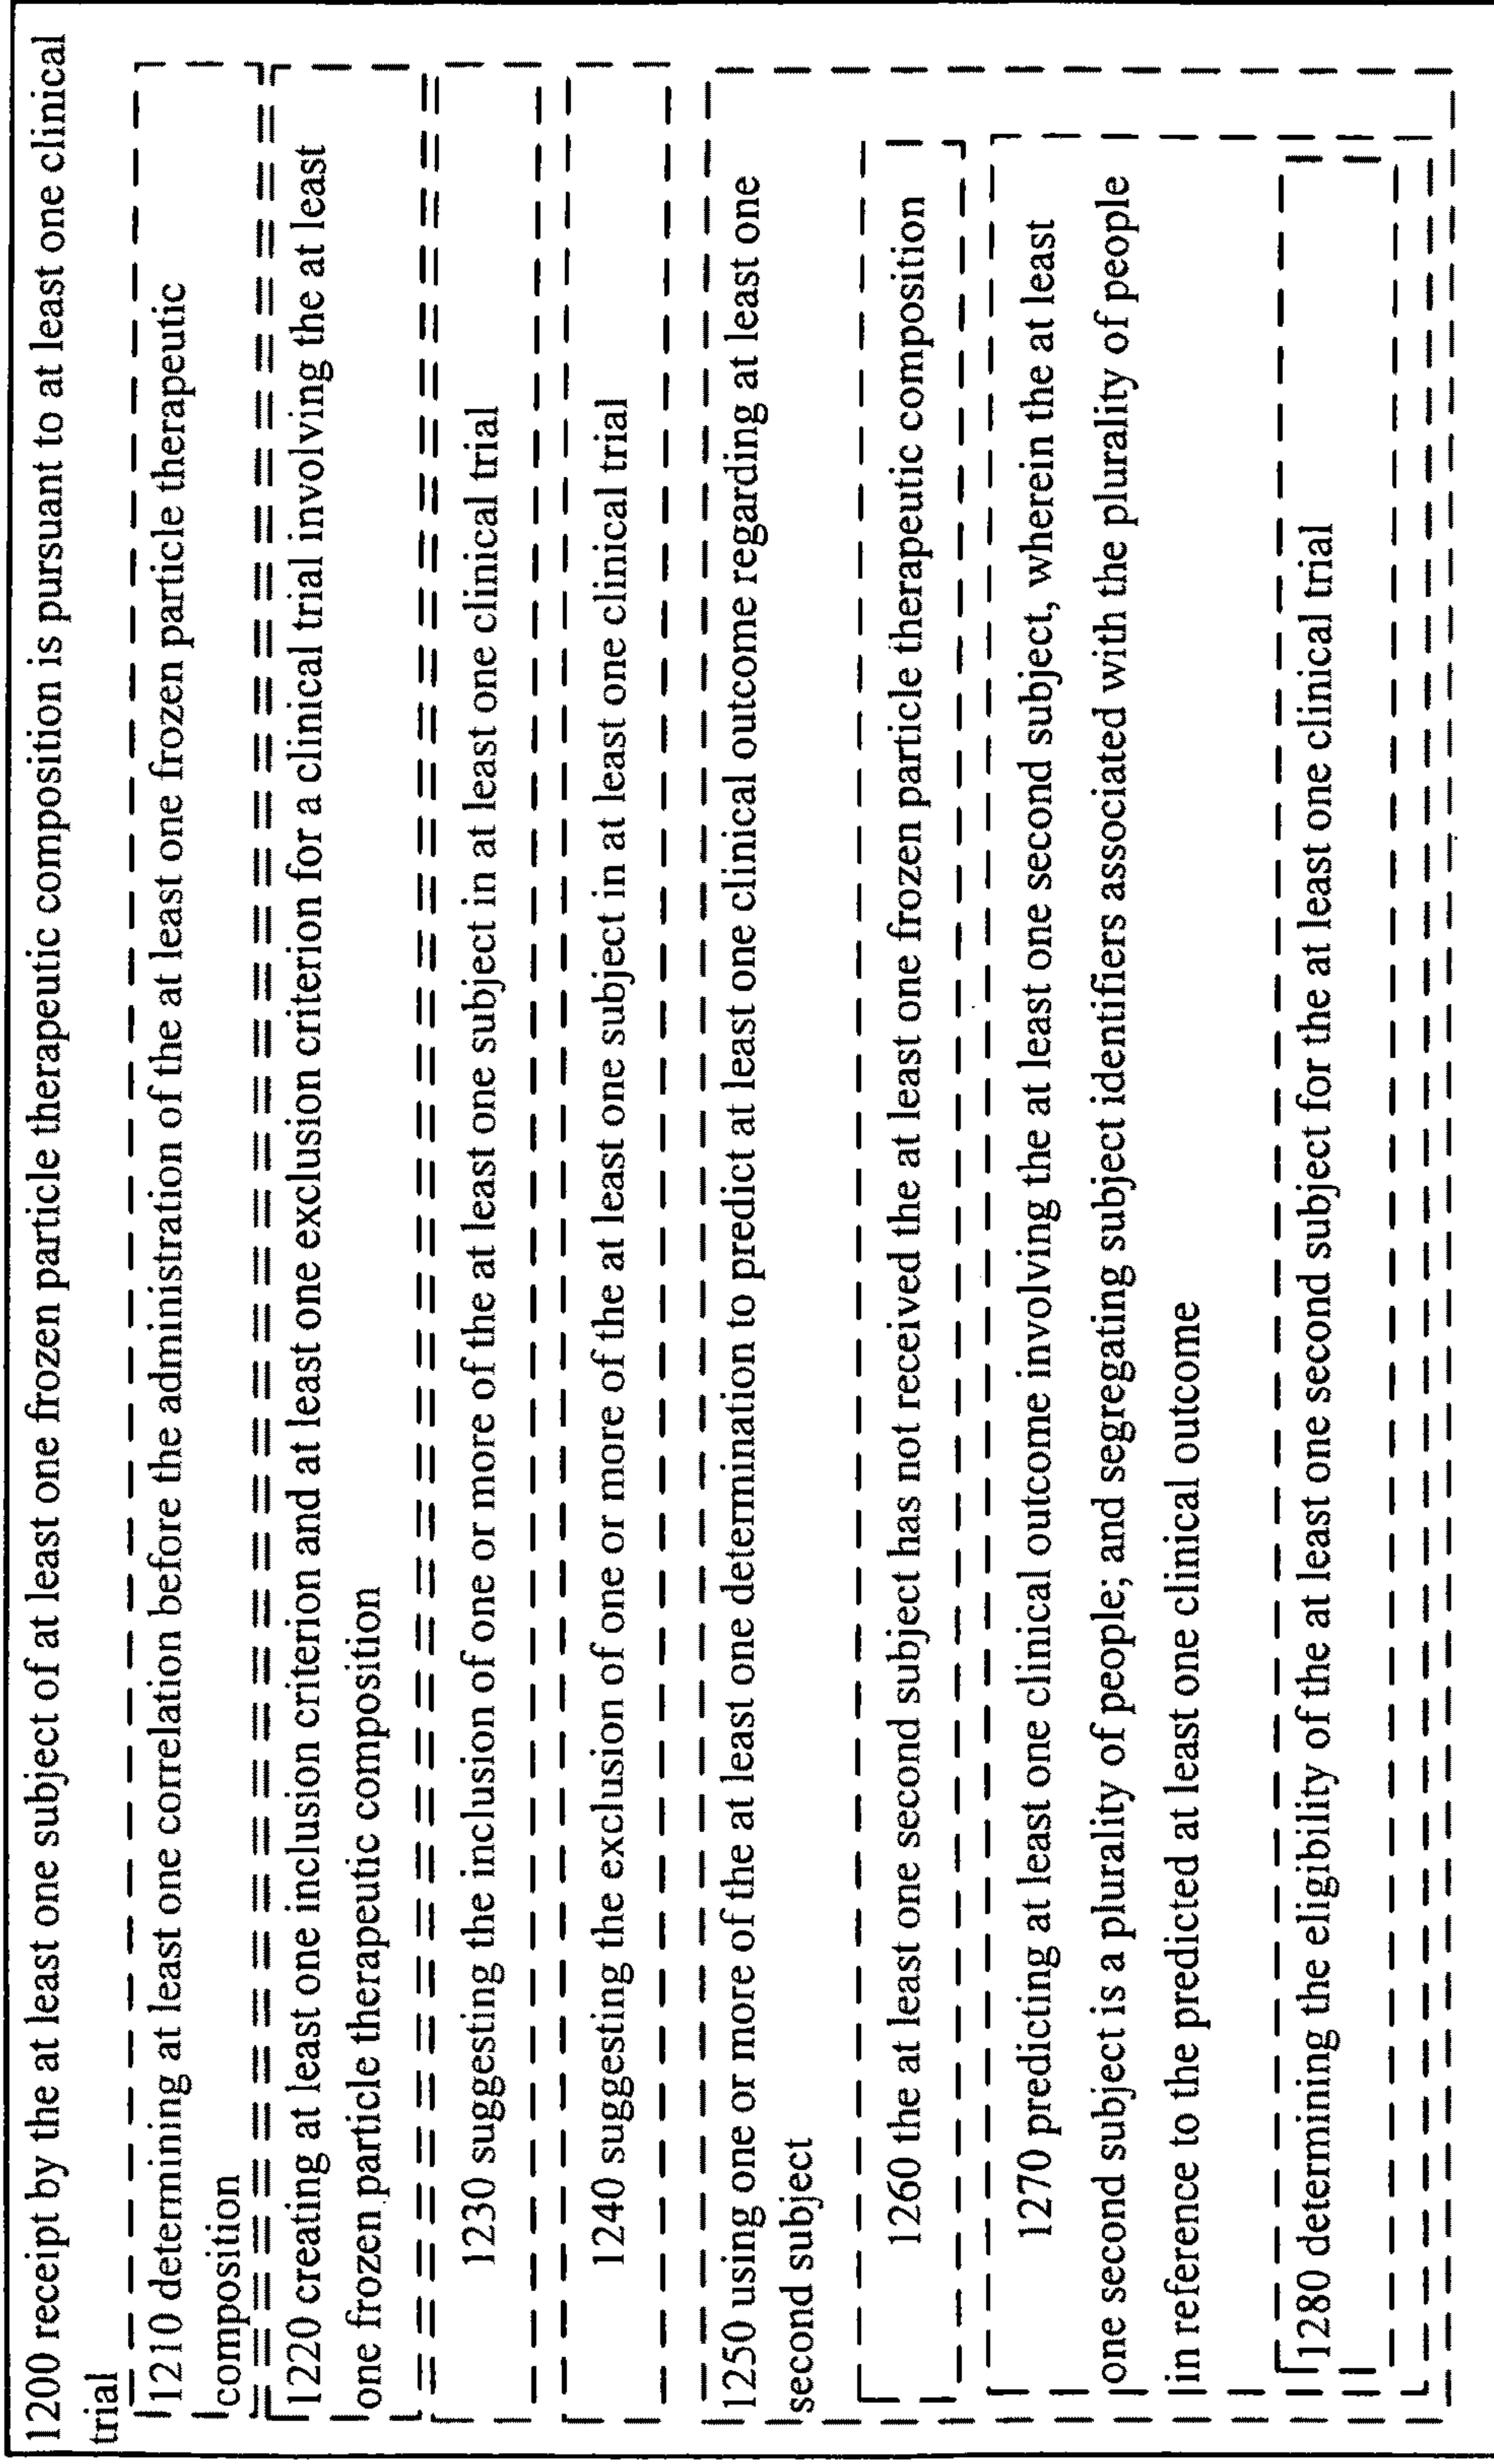 1200 receipt by the at least one subject of at least one frozen particle therapeutic composition is pursuant to at least one clinical
trial
1210 determining at least one correlation before the administration of the at least one frozen particle therapeutic
composition
1220 creating at least one inclusion criterion and at least one exclusion criterion for a clinical trial involving the at least
one frozen particle therapeutic composition
1230 suggesting the inclusion of one or more of the at least one subject in at least one clinical trial
1240 suggesting the exclusion of one or more of the at least one subject in at least one clinical trial
1250 using one or more of the at least one determination to predict at least one clinical outcome regarding at least one
second subject
1260 the at least one second subject has not received the at least one frozen particle therapeutic composition
1270 predicting at least one clinical outcome involving the at least one second subject, wherein the at least
one second subject is a plurality of people; and segregating subject identifiers associated with the plurality of people
in reference to the predicted at least one clinical outcome
1280 determining the eligibility of the at least one second subject for the at least one clinical trial